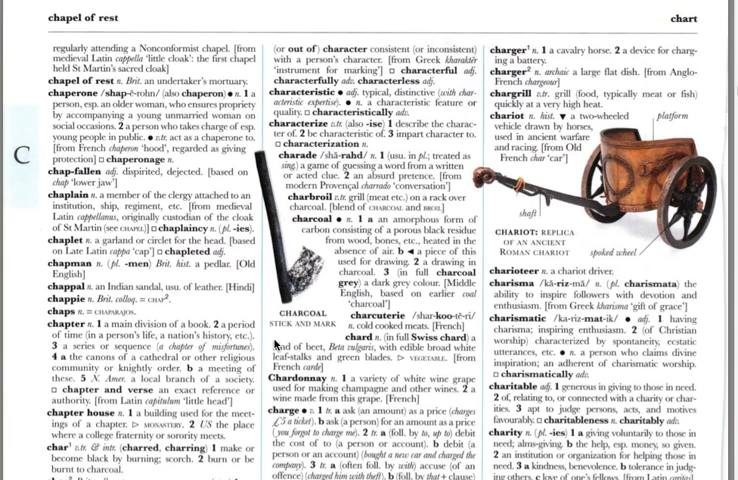 chapel of rest
chart
regularly attending a Nonconformist chapel. [from
medieval Latin cappella 'little cloak': the first chapel
held St Martin's sacred cloak]
chapel of rest n. Brit. an undertaker's mortuary.
chaperone /shap-ĕ-rohn/ (also chaperon) ● n. 1 a
person, esp. an older woman, who ensures propriety
by accompanying a young unmarried woman on
social occasions. 2 a person who takes charge of esp.
young people in public. ● v.tr. act as a chaperone to.
[from French chaperon 'hood', regarded as giving
protection] □ chaperonage n.
chap-fallen adj. dispirited, dejected. [based on
chap 'lower jaw']
chaplain n. a member of the clergy attached to an
institution, ship, regiment, etc. [from medieval
Latin cappellanus, originally custodian of the cloak
of St Martin (see CHAPEL)] □ chaplaincy n. (pl. -ies).
chaplet n. a garland or circlet for the head. [based
on Late Latin cappa 'cap'] □ chapleted adj.
chapman n. (pl. -men) Brit. hist. a pedlar. [Old
English]
chappal n. an Indian sandal, usu. of leather. [Hindi]
chappie n. Brit. colloq. = CHAP².
chaps n. = CHAPARAJOS.
chapter n. 1 a main division of a book. 2 a period
of time (in a person's life, a nation's history, etc.).
3 a series or sequence (a chapter of misfortunes).
4 a the canons of a cathedral or other religious
community or knightly order. b a meeting of
these. 5 N. Amer. a local branch of a society.
□ chapter and verse an exact reference or
authority. [from Latin capitulum 'little head']
chapter house n. 1 a building used for the meet-
ings of a chapter. ▷ MONASTERY. 2 US the place
where a college fraternity or sorority meets.
char¹ v.tr. & intr. (charred, charring) 1 make or
become black by burning; scorch. 2 burn or be
burnt to charcoal.
C
(or out of) character consistent (or inconsistent)
with a person's character. [from Greek kharaktēr
'instrument for marking'] □ characterful adj.
characterfully adv. characterless adj.
characteristic ● adj. typical, distinctive (with char-
acteristic expertise). ● n. a characteristic feature or
quality. □ characteristically adv.
characterize v.tr. (also -ise) 1 describe the charac-
ter of. 2 be characteristic of. 3 impart character to.
□ characterization n.
charade /shă-rahd/ n. 1 (usu. in pl.; treated as
sing.) a game of guessing a word from a written
or acted clue. 2 an absurd pretence. [from
modern Provençal charrado 'conversation']
charbroil v.tr. grill (meat etc.) on a rack over
charcoal. [blend of CHARCOAL and BROIL]
charcoal ● n. 1 a an amorphous form of
carbon consisting of a porous black residue
from wood, bones, etc., heated in the
absence of air. b ◄ a piece of this
used for drawing. 2 a drawing in
charcoal. 3 (in full charcoal
grey) a dark grey colour. [Middle
English, based on earlier coal
'charcoal']
CHARCOAL
STICK AND MARK
charcuterie /shar-koo-tĕ-ri/
n. cold cooked meats. [French]
chard n. (in full Swiss chard) a
kind of beet, Beta vulgaris, with edible broad white
leaf-stalks and green blades. ▷ VEGETABLE. [from
French carde]
Chardonnay n. 1 a variety of white wine grape
used for making champagne and other wines. 2 a
wine made from this grape. [French]
charge ● n. 1 tr. a ask (an amount) as a price (charges
£5 a ticket). b ask (a person) for an amount as a price
(you forgot to charge me). 2 tr. a (foll. by to, up to) debit
the cost of to (a person or account). b debit (a
person or an account) (bought a new car and charged the
company). 3 tr. a (often foll. by with) accuse (of an
offence) (charged him with theft). b (foll. by that + clause)
charger¹ n. 1 a cavalry horse. 2 a device for charg-
ing a battery.
charger² n. archaic a large flat dish. [from Anglo-
French chargeour]
chargrill v.tr. grill (food, typically meat or fish)
quickly at a very high heat.
chariot n. hist. ▼ a two-wheeled
vehicle drawn by horses,
used in ancient warfare
and racing. [from Old
French char 'car']
platform
shaft
CHARIOT: REPLICA
OF AN ANCIENT
ROMAN CHARIOT
spoked wheel
charioteer n. a chariot driver.
charisma /kă-riz-mă/ n. (pl. charismata) the
ability to inspire followers with devotion and
enthusiasm. [from Greek kharisma 'gift of grace']
charismatic /ka-riz-mat-ik/ ● adj. 1 having
charisma; inspiring enthusiasm. 2 (of Christian
worship) characterized by spontaneity, ecstatic
utterances, etc. ● n. a person who claims divine
inspiration; an adherent of charismatic worship.
□ charismatically adv.
charitable adj. 1 generous in giving to those in need.
2 of, relating to, or connected with a charity or char-
ities. 3 apt to judge persons, acts, and motives
favourably. □ charitableness n. charitably adv.
charity n. (pl. -ies) 1 a giving voluntarily to those in
need; alms-giving. b the help, esp. money, so given.
2 an institution or organization for helping those in
need. 3 a kindness, benevolence. b tolerance in judg-
ing others. c love of one's fellows. [from Latin